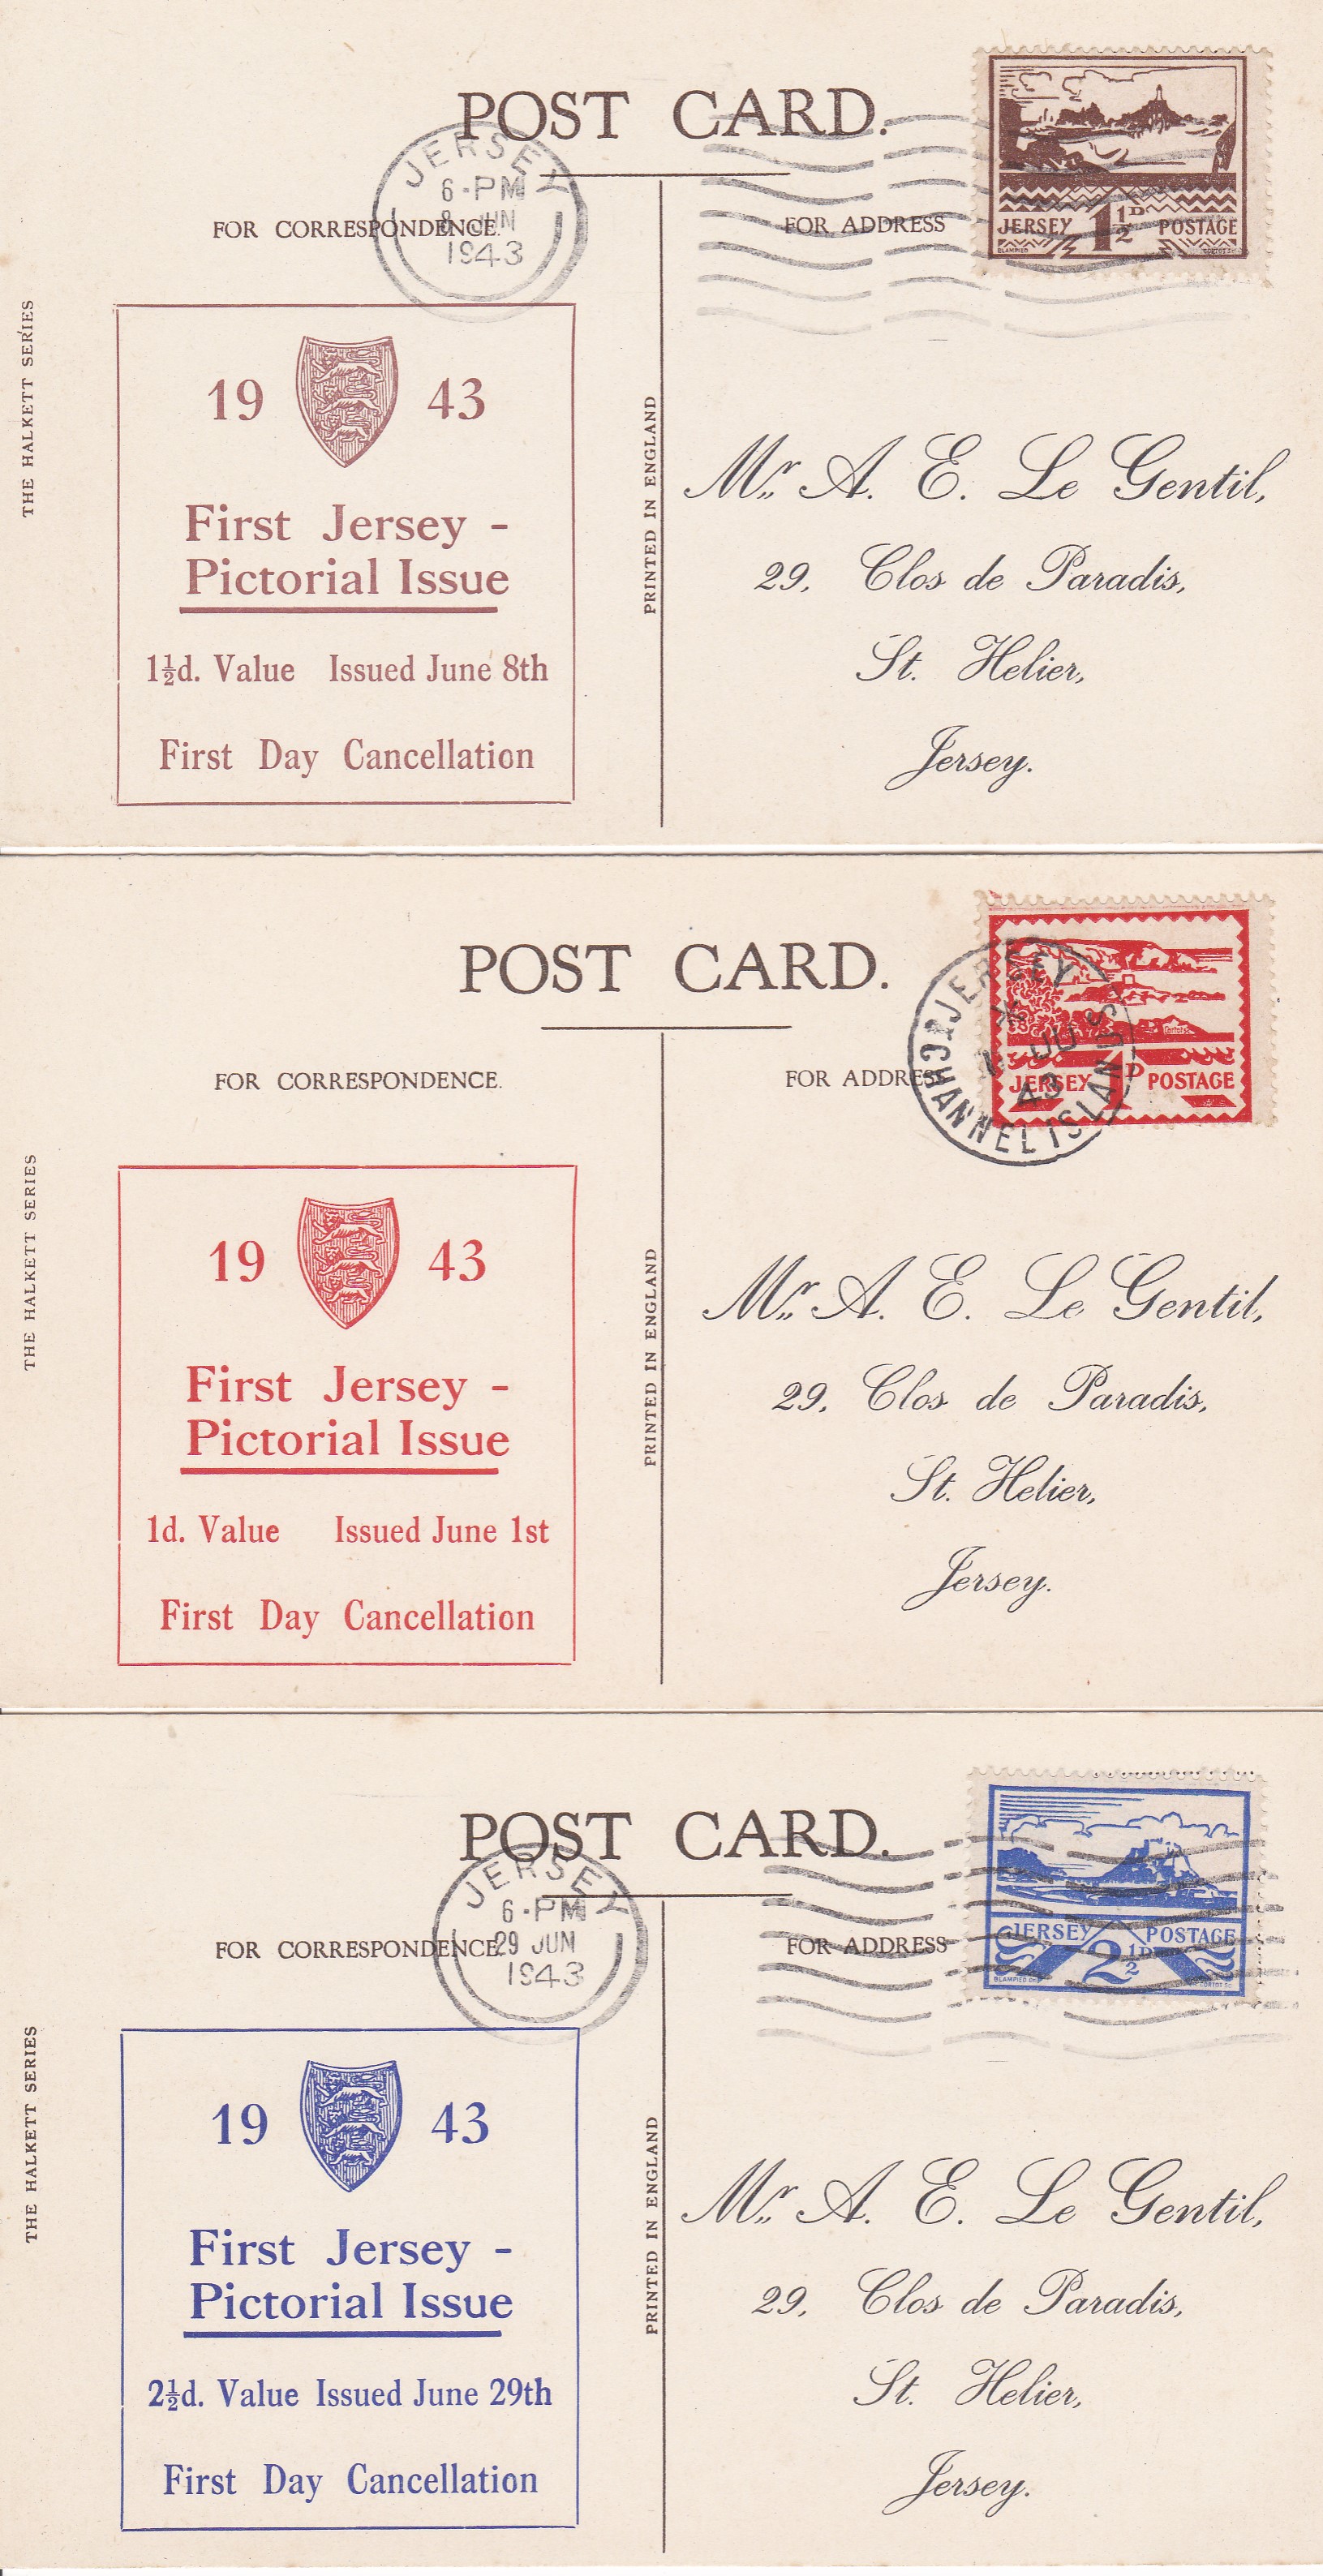 POST CARD.
JERSEY
6-PM
8 JUN
1943
FOR CORRESPONDENCE.
FOR ADDRESS
JERSEY 1½D POSTAGE
BLAMPIED
THE HALKETT SERIES
PRINTED IN ENGLAND
19 43
First Jersey -
Pictorial Issue
1½d. Value Issued June 8th
First Day Cancellation
Mr. A. E. Le Gentil,
29, Clos de Paradis,
St. Helier,
Jersey.
POST CARD.
FOR CORRESPONDENCE.
FOR ADDRESS
JERSEY
1 JU
43
CHANNEL ISLANDS
JERSEY 1D POSTAGE
THE HALKETT SERIES
PRINTED IN ENGLAND
19 43
First Jersey -
Pictorial Issue
1d. Value Issued June 1st
First Day Cancellation
Mr. A. E. Le Gentil,
29, Clos de Paradis,
St. Helier,
Jersey.
POST CARD.
JERSEY
6-PM
29 JUN
1943
FOR CORRESPONDENCE.
FOR ADDRESS
JERSEY 2½D POSTAGE
BLAMPIED
THE HALKETT SERIES
PRINTED IN ENGLAND
19 43
First Jersey -
Pictorial Issue
2½d. Value Issued June 29th
First Day Cancellation
Mr. A. E. Le Gentil,
29, Clos de Paradis,
St. Helier,
Jersey.